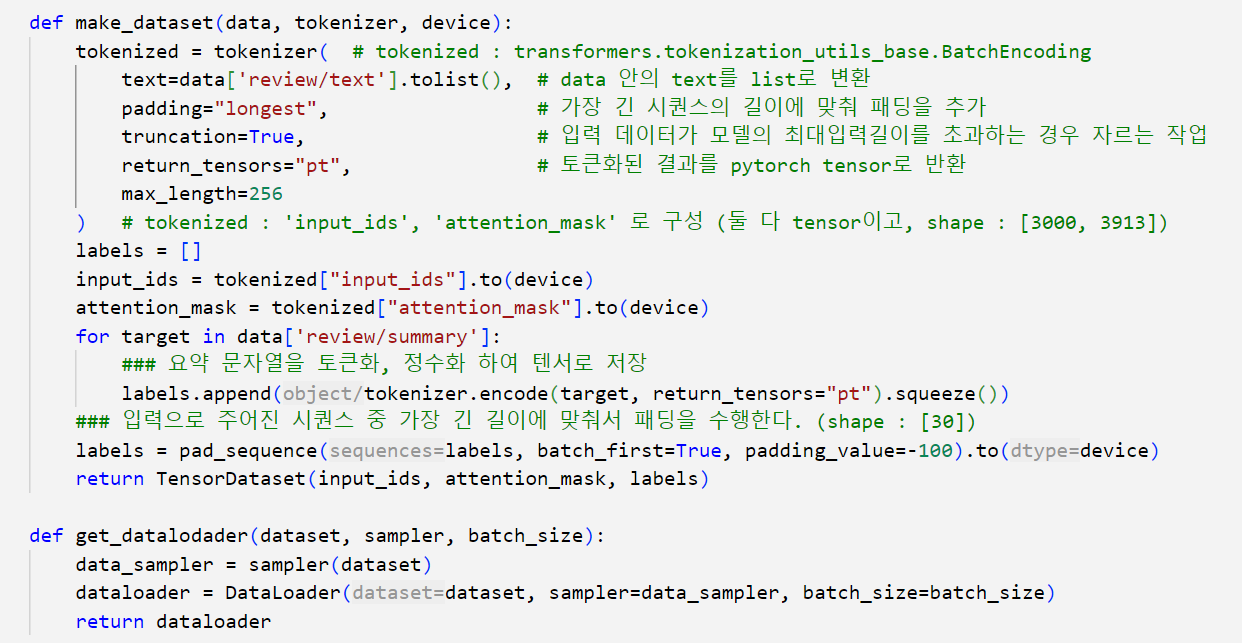 def make_dataset(data, tokenizer, device):
    tokenized = tokenizer(  # tokenized : transformers.tokenization_utils_base.BatchEncoding
        text=data['review/text'].tolist(),  # data 안의 text를 list로 변환
        padding="longest",                  # 가장 긴 시퀀스의 길이에 맞춰 패딩을 추가
        truncation=True,                    # 입력 데이터가 모델의 최대입력길이를 초과하는 경우 자르는 작업
        return_tensors="pt",                # 토큰화된 결과를 pytorch tensor로 반환
        max_length=256
    )   # tokenized : 'input_ids', 'attention_mask' 로 구성 (둘 다 tensor이고, shape : [3000, 3913])
    labels = []
    input_ids = tokenized["input_ids"].to(device)
    attention_mask = tokenized["attention_mask"].to(device)
    for target in data['review/summary']:
        ### 요약 문자열을 토큰화, 정수화 하여 텐서로 저장
        labels.append(object/tokenizer.encode(target, return_tensors="pt").squeeze())
    ### 입력으로 주어진 시퀀스 중 가장 긴 길이에 맞춰서 패딩을 수행한다. (shape : [30])
    labels = pad_sequence(sequences=labels, batch_first=True, padding_value=-100).to(dtype=device)
    return TensorDataset(input_ids, attention_mask, labels)
def get_datalodader(dataset, sampler, batch_size):
    data_sampler = sampler(dataset)
    dataloader = DataLoader(dataset=dataset, sampler=data_sampler, batch_size=batch_size)
    return dataloader